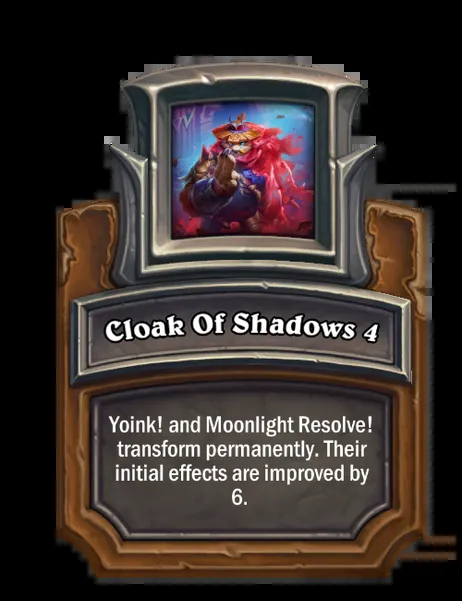 Cloak Of Shadows 4
Yoink! and Moonlight Resolve!
transform permanently. Their
initial effects are improved by
6.